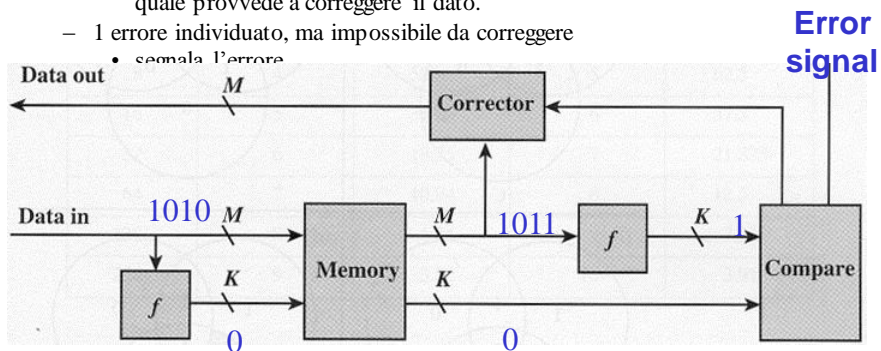 quale provvede a correggere il dato.
– 1 errore individuato, ma impossibile da correggere
• segnala l'errore
Error
signal
Data out
M
Corrector
Data in
1010
M
M
1011
f
K
1
Memory
Compare
f
K
K
0
0